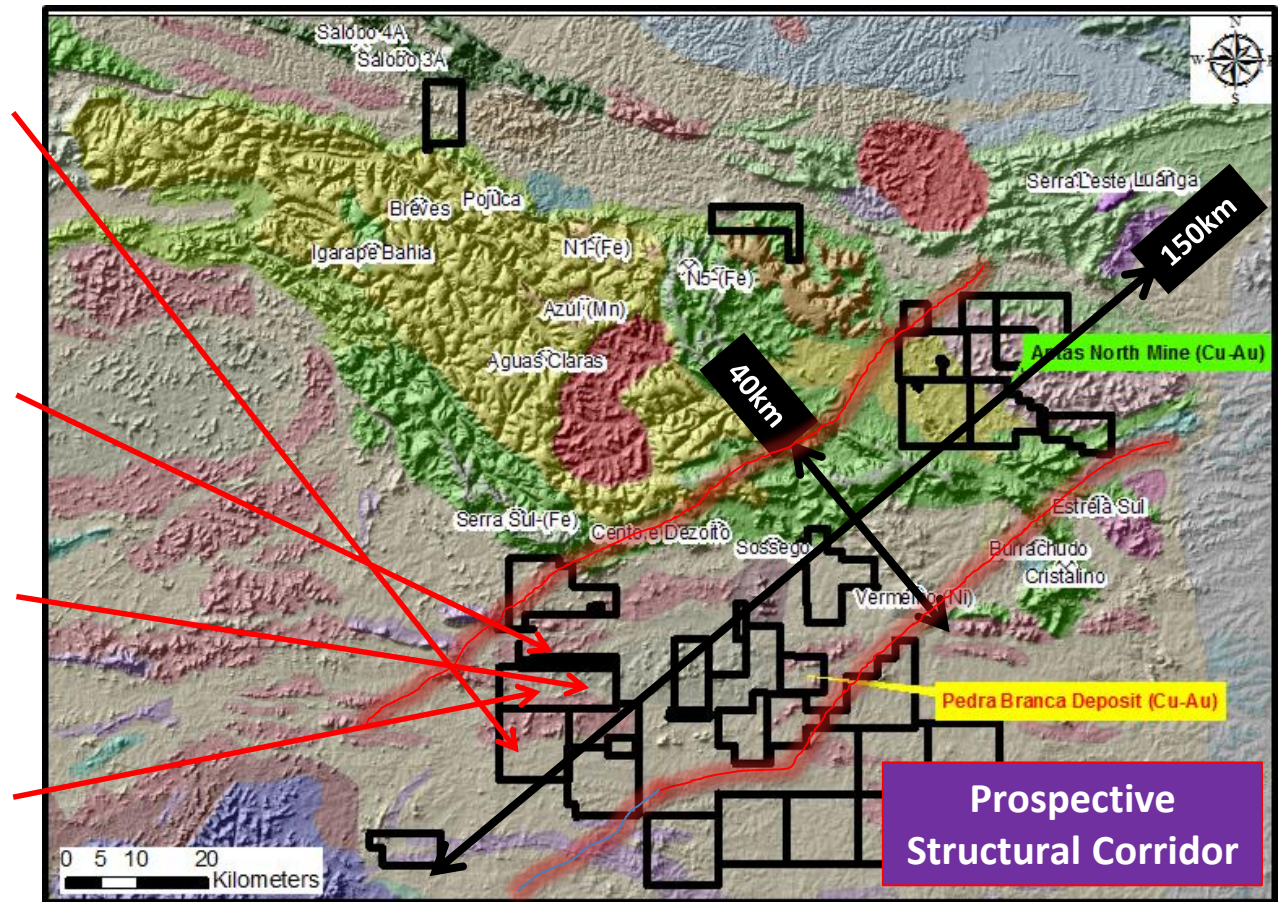 Salobo 4A
Salobo 3A
N
W
E
S
Serra Leste Luanga
Breves
Pojuca
150km
Igarape Bahia
N1-(Fe)
N5-(Fe)
Azul (Mn)
Antas North Mine (Cu-Au)
Aguas Claras
40km
Serra Sul-(Fe)
Cento e Dezoito
Estrela Sul
Sossego
Burrachudo
Cristalino
Vermelho (Ni)
Pedra Branca Deposit (Cu-Au)
Prospective
Structural Corridor
0 5 10 20
Kilometers